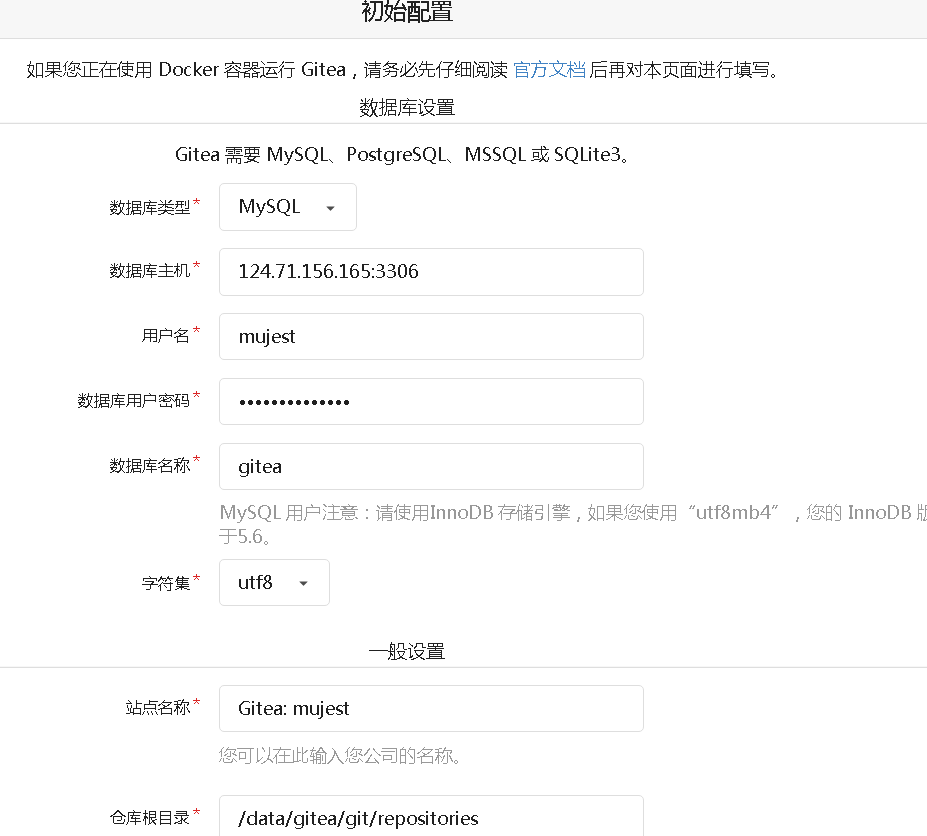 初始配置
如果您正在使用 Docker 容器运行 Gitea，请务必先仔细阅读 官方文档 后再对本页面进行填写。
数据库设置
Gitea 需要 MySQL、PostgreSQL、MSSQL 或 SQLite3。
数据库类型* MySQL
数据库主机* 124.71.156.165:3306
用户名* mujest
数据库用户密码* ••••••••••••••
数据库名称* gitea
MySQL 用户注意：请使用InnoDB 存储引擎，如果您使用“utf8mb4”，您的 InnoDB 版
于5.6。
字符集* utf8
一般设置
站点名称* Gitea: mujest
您可以在此输入您公司的名称。
仓库根目录* /data/gitea/git/repositories